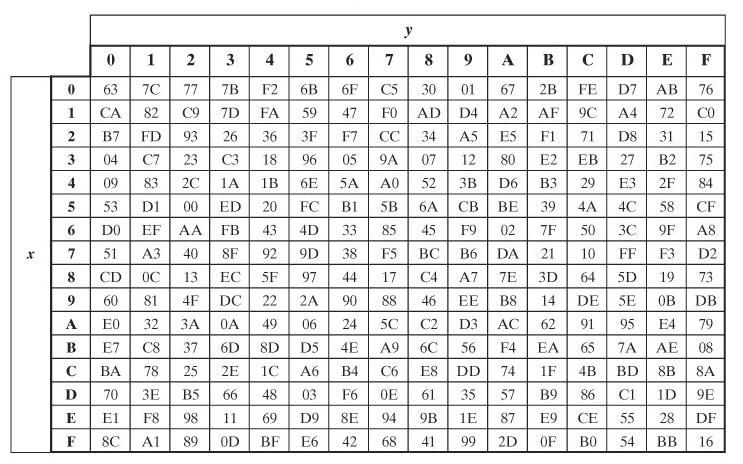 y
0 1 2 3 4 5 6 7 8 9 A B C D E F
0 63 7C 77 7B F2 6B 6F C5 30 01 67 2B FE D7 AB 76
1 CA 82 C9 7D FA 59 47 F0 AD D4 A2 AF 9C A4 72 C0
2 B7 FD 93 26 36 3F F7 CC 34 A5 E5 F1 71 D8 31 15
3 04 C7 23 C3 18 96 05 9A 07 12 80 E2 EB 27 B2 75
4 09 83 2C 1A 1B 6E 5A A0 52 3B D6 B3 29 E3 2F 84
5 53 D1 00 ED 20 FC B1 5B 6A CB BE 39 4A 4C 58 CF
6 D0 EF AA FB 43 4D 33 85 45 F9 02 7F 50 3C 9F A8
x 7 51 A3 40 8F 92 9D 38 F5 BC B6 DA 21 10 FF F3 D2
8 CD 0C 13 EC 5F 97 44 17 C4 A7 7E 3D 64 5D 19 73
9 60 81 4F DC 22 2A 90 88 46 EE B8 14 DE 5E 0B DB
A E0 32 3A 0A 49 06 24 5C C2 D3 AC 62 91 95 E4 79
B E7 C8 37 6D 8D D5 4E A9 6C 56 F4 EA 65 7A AE 08
C BA 78 25 2E 1C A6 B4 C6 E8 DD 74 1F 4B BD 8B 8A
D 70 3E B5 66 48 03 F6 0E 61 35 57 B9 86 C1 1D 9E
E E1 F8 98 11 69 D9 8E 94 9B 1E 87 E9 CE 55 28 DF
F 8C A1 89 0D BF E6 42 68 41 99 2D 0F B0 54 BB 16